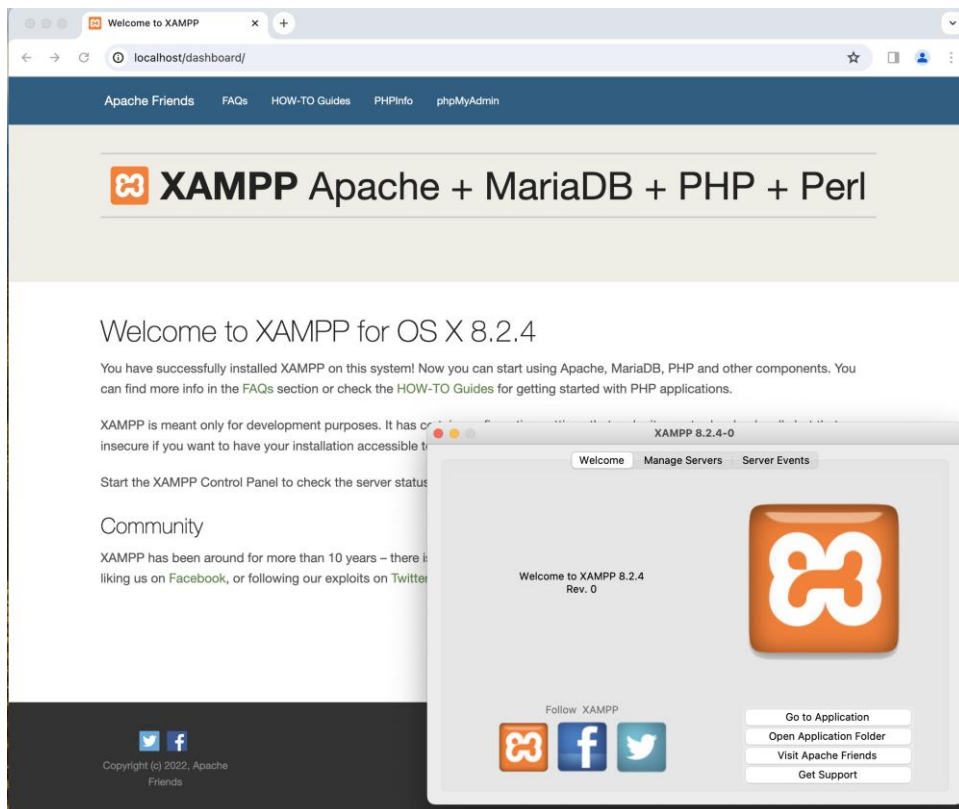 Welcome to XAMPP
localhost/dashboard/
Apache Friends FAQs HOW-TO Guides PHPInfo phpMyAdmin
XAMPP Apache + MariaDB + PHP + Perl
Welcome to XAMPP for OS X 8.2.4
You have successfully installed XAMPP on this system! Now you can start using Apache, MariaDB, PHP and other components. You
can find more info in the FAQs section or check the HOW-TO Guides for getting started with PHP applications.
XAMPP is meant only for development purposes. It has
insecure if you want to have your installation accessible
Start the XAMPP Control Panel to check the server status
Community
XAMPP has been around for more than 10 years – there
liking us on Facebook, or following our exploits on Twitter
Copyright (c) 2022, Apache
Friends
XAMPP 8.2.4-0
Welcome Manage Servers Server Events
Welcome to XAMPP 8.2.4
Rev. 0
Follow XAMPP
Go to Application
Open Application Folder
Visit Apache Friends
Get Support